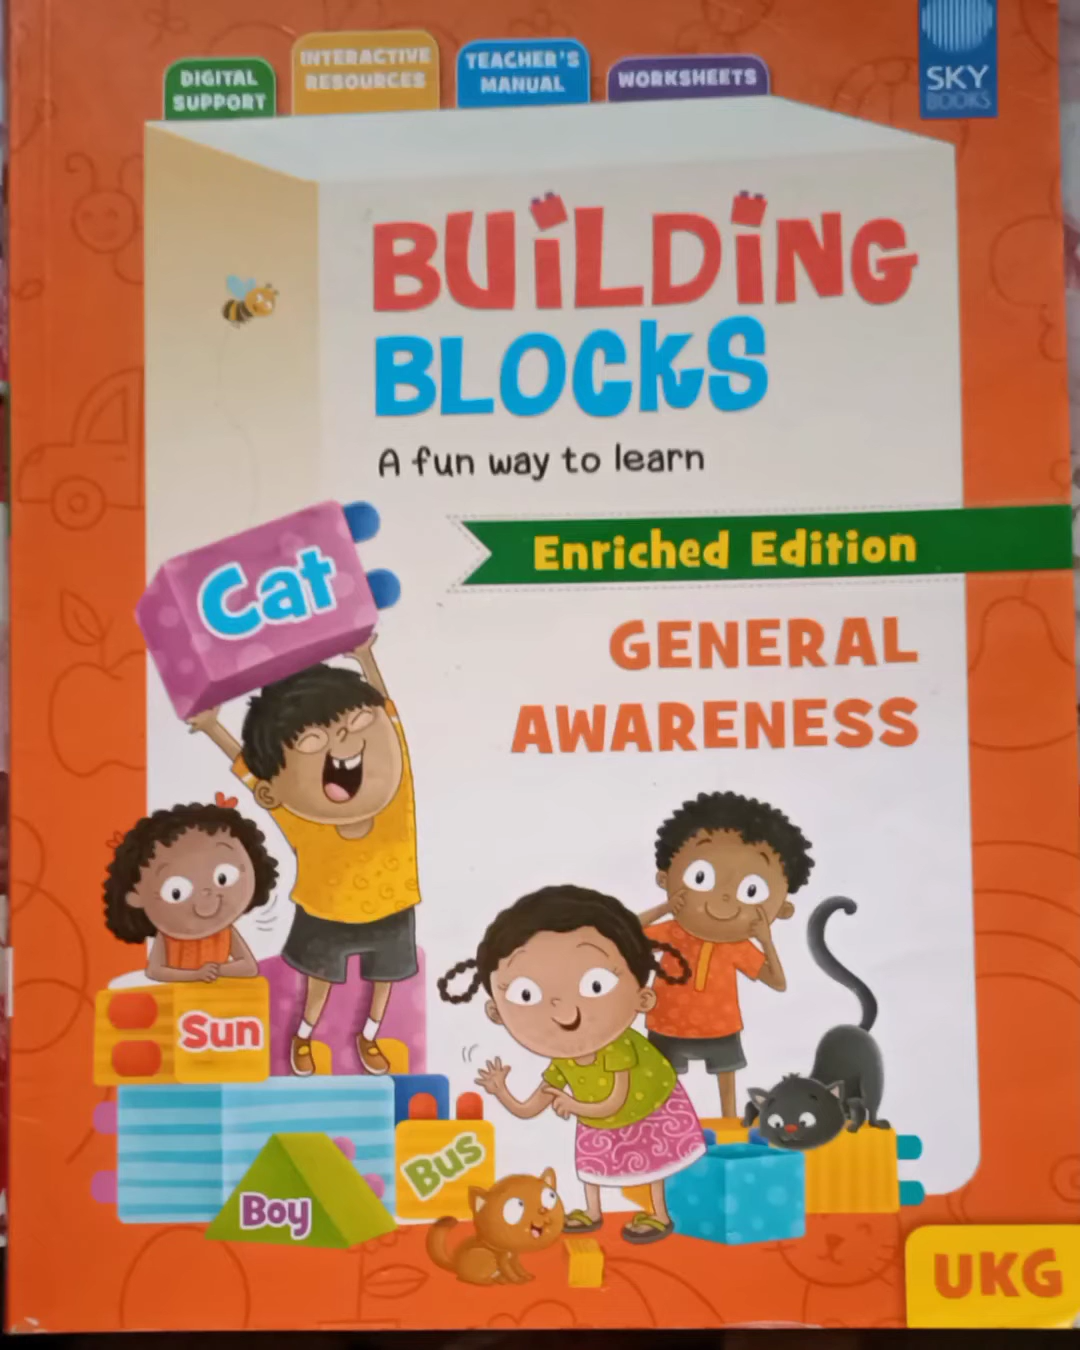 DIGITAL
SUPPORT
INTERACTIVE
RESOURCES
TEACHER'S
MANUAL
WORKSHEETS
SKY
BOOKS
BUiLDiNG
BLOCKS
A fun way to learn
Enriched Edition
GENERAL
AWARENESS
Cat
Sun
Bus
Boy
UKG